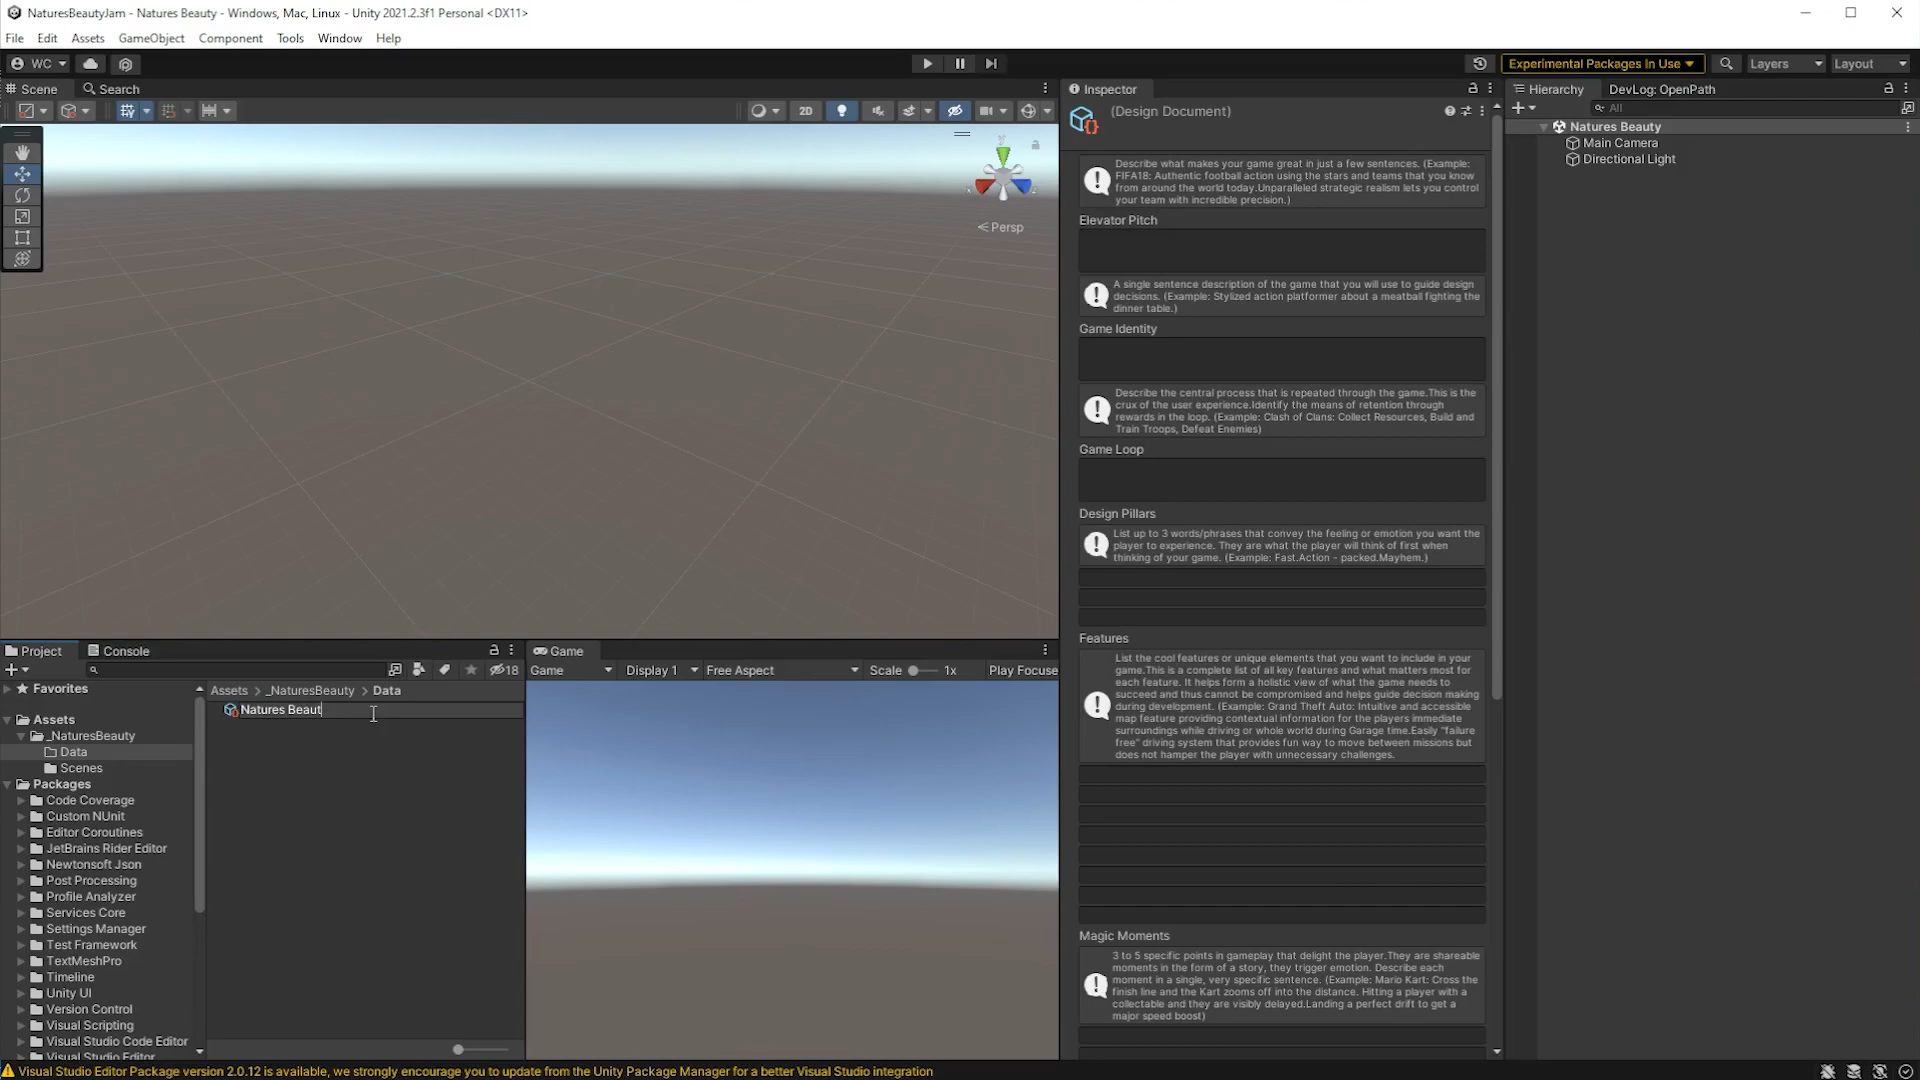 NaturesBeautyJam - Natures Beauty - Windows, Mac, Linux - Unity 2021.2.3f1 Personal <DX11>
File Edit Assets GameObject Component Tools Window Help
WC Experimental Packages In Use Layers Layout
Scene Search
2D
Persp
Inspector
(Design Document)
Describe what makes your game great in just a few sentences. (Example:
FIFA18: Authentic football action using the stars and teams that you know
from around the world today.Unparalleled strategic realism lets you control
your team with incredible precision.)
Elevator Pitch
A single sentence description of the game that you will use to guide design
decisions. (Example: Stylized action platformer about a meatball fighting the
dinner table.)
Game Identity
Describe the central process that is repeated through the game.This is the
crux of the user experience.Identify the means of retention through
rewards in the loop. (Example: Clash of Clans: Collect Resources, Build and
Train Troops, Defeat Enemies)
Game Loop
Design Pillars
List up to 3 words/phrases that convey the feeling or emotion you want the
player to experience. They are what the player will think of first when
thinking of your game. (Example: Fast.Action - packed.Mayhem.)
Features
List the cool features or unique elements that you want to include in your
game.This is a complete list of all key features and what matters most for
each feature. It helps form a holistic view of what the game needs to
succeed and thus cannot be compromised and helps guide decision making
during development. (Example: Grand Theft Auto: Intuitive and accessible
map feature providing contextual information for the players immediate
surroundings while driving or whole world during Garage time.Easily "failure
free" driving system that provides fun way to move between missions but
does not hamper the player with unnecessary challenges.
Magic Moments
3 to 5 specific points in gameplay that delight the player.They are shareable
moments in the form of a story, they trigger emotion. Describe each
moment in a single, very specific sentence. (Example: Mario Kart: Cross the
finish line and the Kart zooms off into the distance. Hitting a player with a
collectable and they are visibly delayed.Landing a perfect drift to get a
major speed boost)
Hierarchy DevLog: OpenPath
All
Natures Beauty
Main Camera
Directional Light
Project Console
18
Favorites
Assets
_NaturesBeauty
Data
Scenes
Packages
Code Coverage
Custom NUnit
Editor Coroutines
JetBrains Rider Editor
Newtonsoft Json
Post Processing
Profile Analyzer
Services Core
Settings Manager
Test Framework
TextMeshPro
Timeline
Unity UI
Version Control
Visual Scripting
Visual Studio Code Editor
Visual Studio Editor
Assets > _NaturesBeauty > Data
Natures Beaut
Game
Game Display 1 Free Aspect Scale 1x Play Focuse
Visual Studio Editor Package version 2.0.12 is available, we strongly encourage you to update from the Unity Package Manager for a better Visual Studio integration